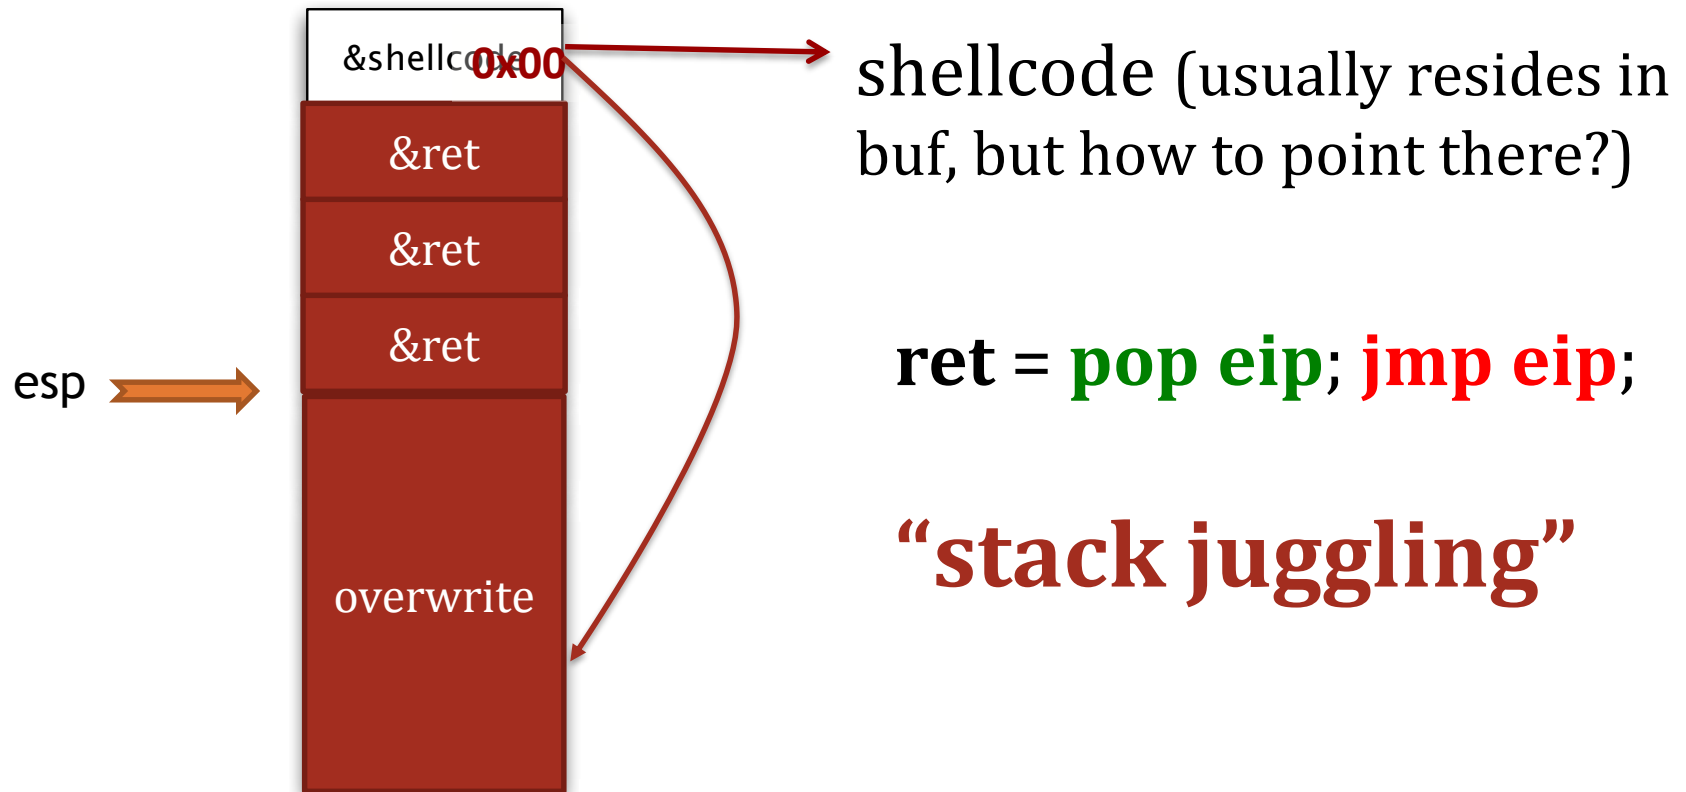 &shellcode
0x00
shellcode (usually resides in
buf, but how to point there?)
&ret
&ret
&ret
ret = pop eip; jmp eip;
esp
“stack juggling”
overwrite